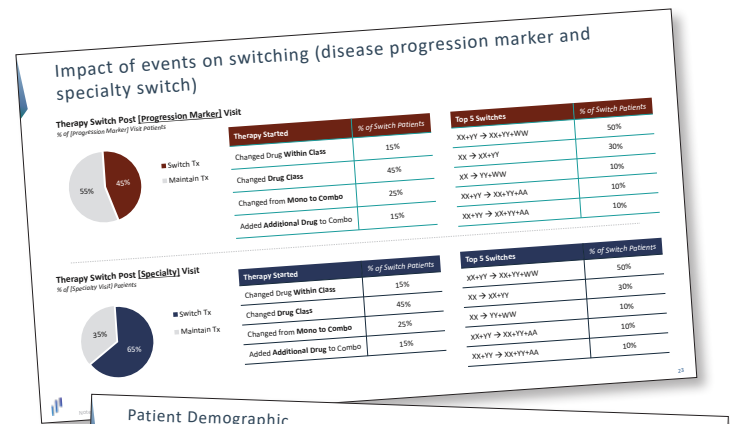 Impact of events on switching (disease progression marker and
specialty switch)
Therapy Switch Post [Progression Marker] Visit
% of [Progression Marker] Visit Patients
55%
45%
Switch Tx
Maintain Tx
Therapy Started % of Switch Patients
Changed Drug Within Class 15%
Changed Drug Class 45%
Changed from Mono to Combo 25%
Added Additional Drug to Combo 15%
Top 5 Switches % of Switch Patients
XX+YY → XX+YY+WW 50%
XX → XX+YY 30%
XX → YY+WW 10%
XX+YY → XX+YY+AA 10%
XX+YY → XX+YY+AA 10%
Therapy Switch Post [Specialty] Visit
% of [Specialty Visit] Patients
35%
65%
Switch Tx
Maintain Tx
Therapy Started % of Switch Patients
Changed Drug Within Class 15%
Changed Drug Class 45%
Changed from Mono to Combo 25%
Added Additional Drug to Combo 15%
Top 5 Switches % of Switch Patients
XX+YY → XX+YY+WW 50%
XX → XX+YY 30%
XX → YY+WW 10%
XX+YY → XX+YY+AA 10%
XX+YY → XX+YY+AA 10%
23
Patient Demographic